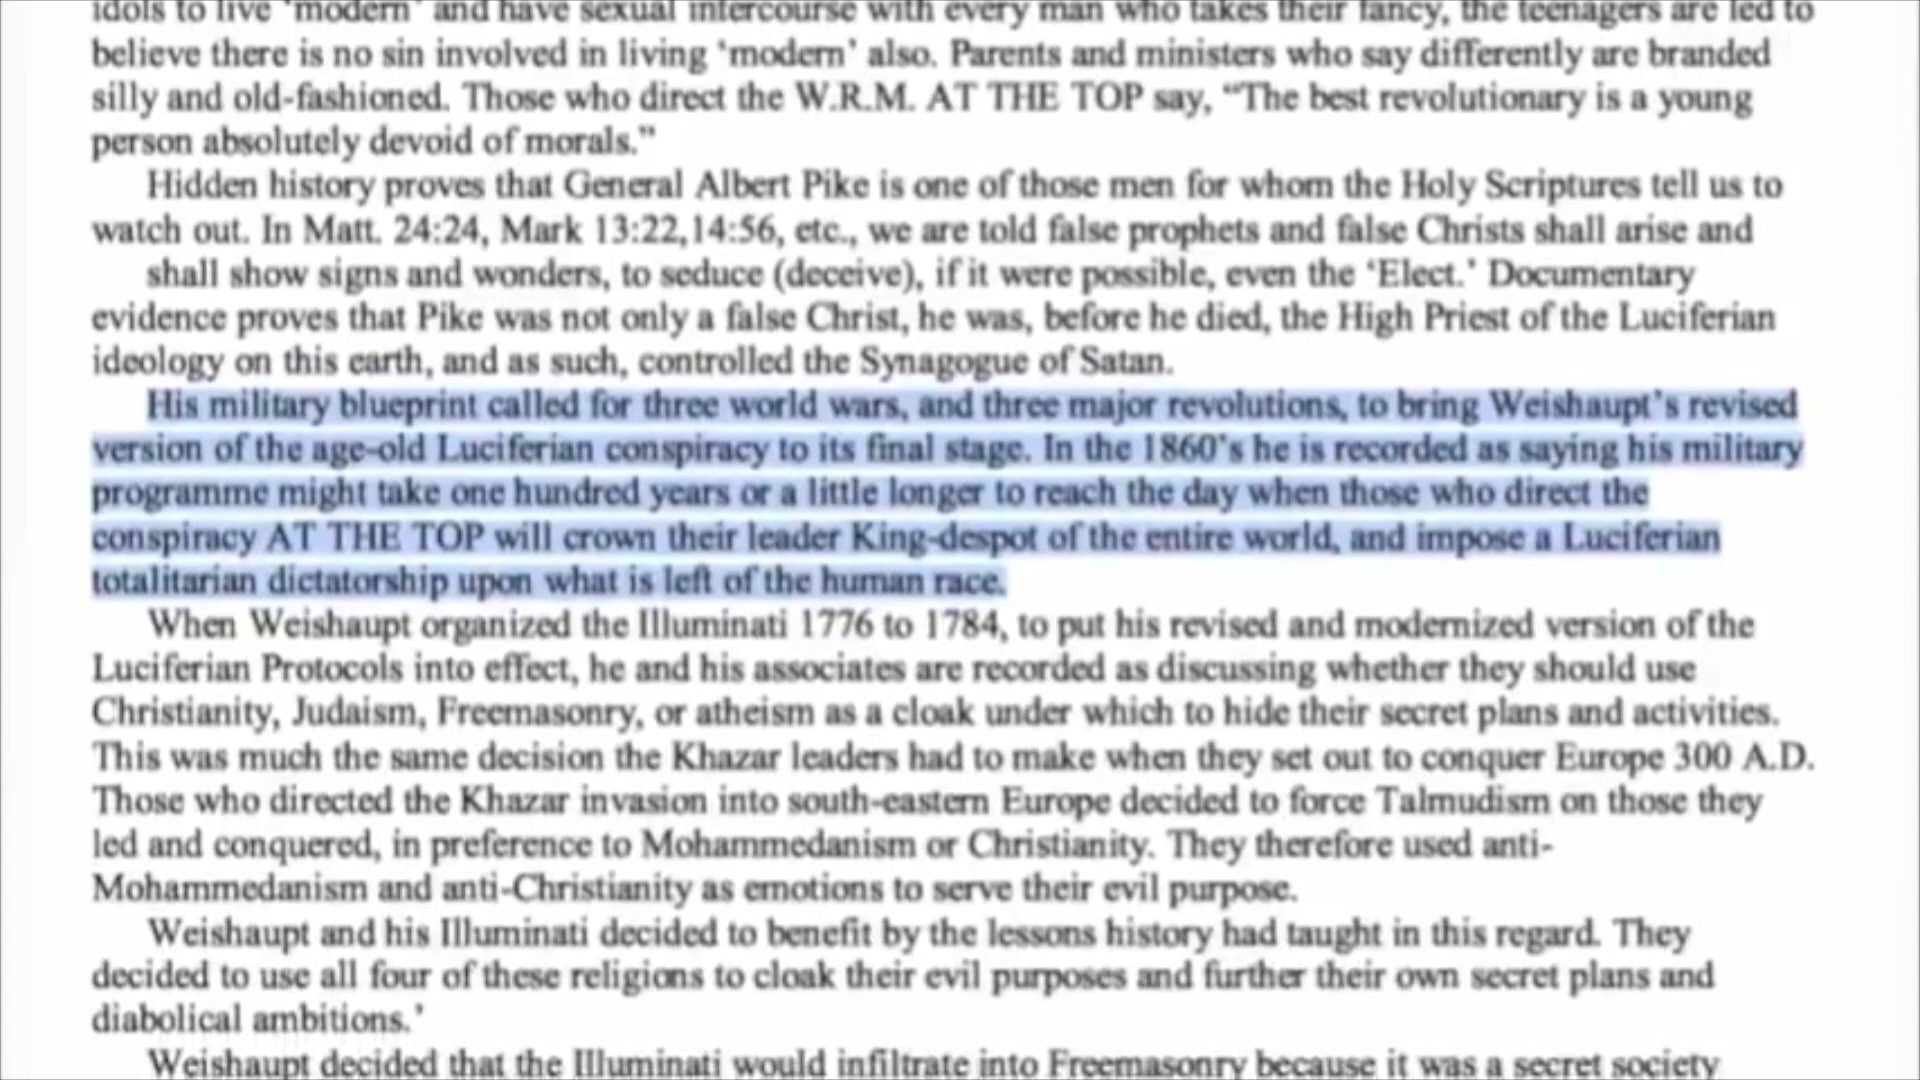 idols to live ‘modern’ and have sexual intercourse with every man who takes their fancy, the teenagers are led to
believe there is no sin involved in living ‘modern’ also. Parents and ministers who say differently are branded
silly and old-fashioned. Those who direct the W.R.M. AT THE TOP say, “The best revolutionary is a young
person absolutely devoid of morals.”
Hidden history proves that General Albert Pike is one of those men for whom the Holy Scriptures tell us to
watch out. In Matt. 24:24, Mark 13:22,14:56, etc., we are told false prophets and false Christs shall arise and
shall show signs and wonders, to seduce (deceive), if it were possible, even the ‘Elect.’ Documentary
evidence proves that Pike was not only a false Christ, he was, before he died, the High Priest of the Luciferian
ideology on this earth, and as such, controlled the Synagogue of Satan.
His military blueprint called for three world wars, and three major revolutions, to bring Weishaupt’s revised
version of the age-old Luciferian conspiracy to its final stage. In the 1860’s he is recorded as saying his military
programme might take one hundred years or a little longer to reach the day when those who direct the
conspiracy AT THE TOP will crown their leader King-despot of the entire world, and impose a Luciferian
totalitarian dictatorship upon what is left of the human race.
When Weishaupt organized the Illuminati 1776 to 1784, to put his revised and modernized version of the
Luciferian Protocols into effect, he and his associates are recorded as discussing whether they should use
Christianity, Judaism, Freemasonry, or atheism as a cloak under which to hide their secret plans and activities.
This was much the same decision the Khazar leaders had to make when they set out to conquer Europe 300 A.D.
Those who directed the Khazar invasion into south-eastern Europe decided to force Talmudism on those they
led and conquered, in preference to Mohammedanism or Christianity. They therefore used anti-
Mohammedanism and anti-Christianity as emotions to serve their evil purpose.
Weishaupt and his Illuminati decided to benefit by the lessons history had taught in this regard. They
decided to use all four of these religions to cloak their evil purposes and further their own secret plans and
diabolical ambitions.’
Weishaupt decided that the Illuminati would infiltrate into Freemasonry because it was a secret society